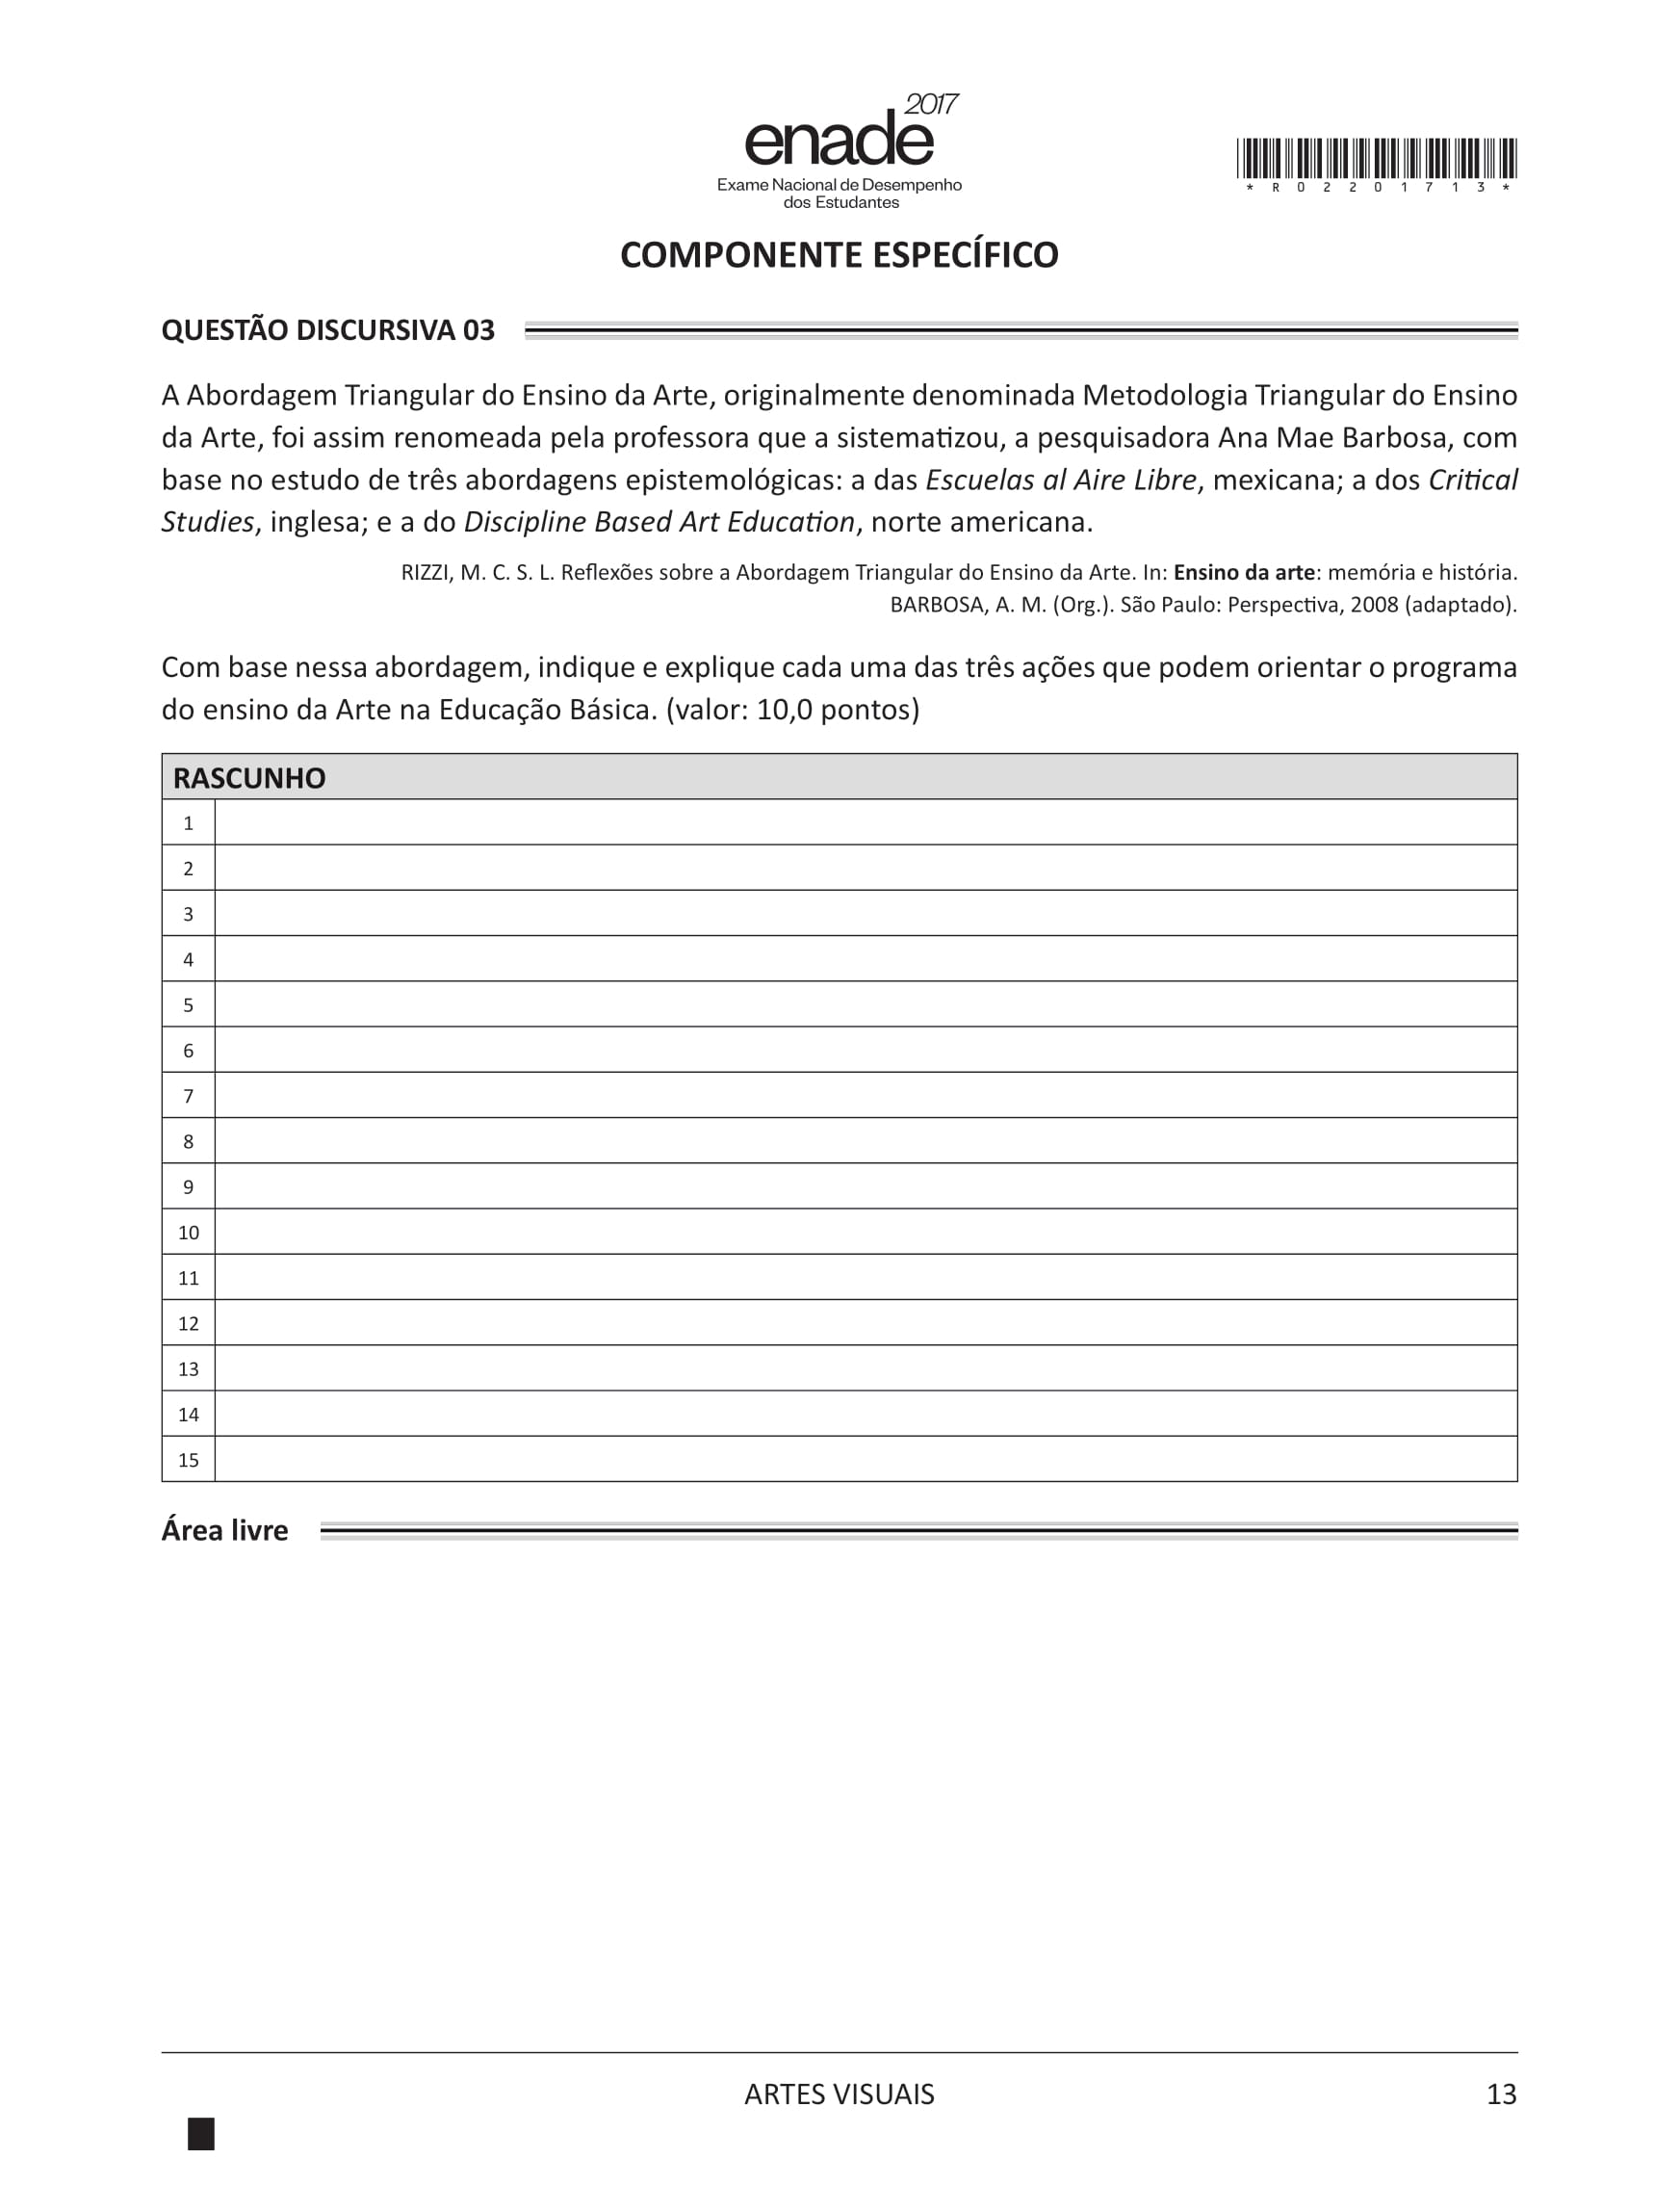 2017
enade
Exame Nacional de Desempenho
dos Estudantes
* R 0 2 2 0 1 7 1 3 *
COMPONENTE ESPECÍFICO
QUESTÃO DISCURSIVA 03
A Abordagem Triangular do Ensino da Arte, originalmente denominada Metodologia Triangular do Ensino
da Arte, foi assim renomeada pela professora que a sistematizou, a pesquisadora Ana Mae Barbosa, com
base no estudo de três abordagens epistemológicas: a das Escuelas al Aire Libre, mexicana; a dos Critical
Studies, inglesa; e a do Discipline Based Art Education, norte americana.
RIZZI, M. C. S. L. Reflexões sobre a Abordagem Triangular do Ensino da Arte. In: Ensino da arte: memória e história.
BARBOSA, A. M. (Org.). São Paulo: Perspectiva, 2008 (adaptado).
Com base nessa abordagem, indique e explique cada uma das três ações que podem orientar o programa
do ensino da Arte na Educação Básica. (valor: 10,0 pontos)
RASCUNHO
1
2
3
4
5
6
7
8
9
10
11
12
13
14
15
Área livre
ARTES VISUAIS
13